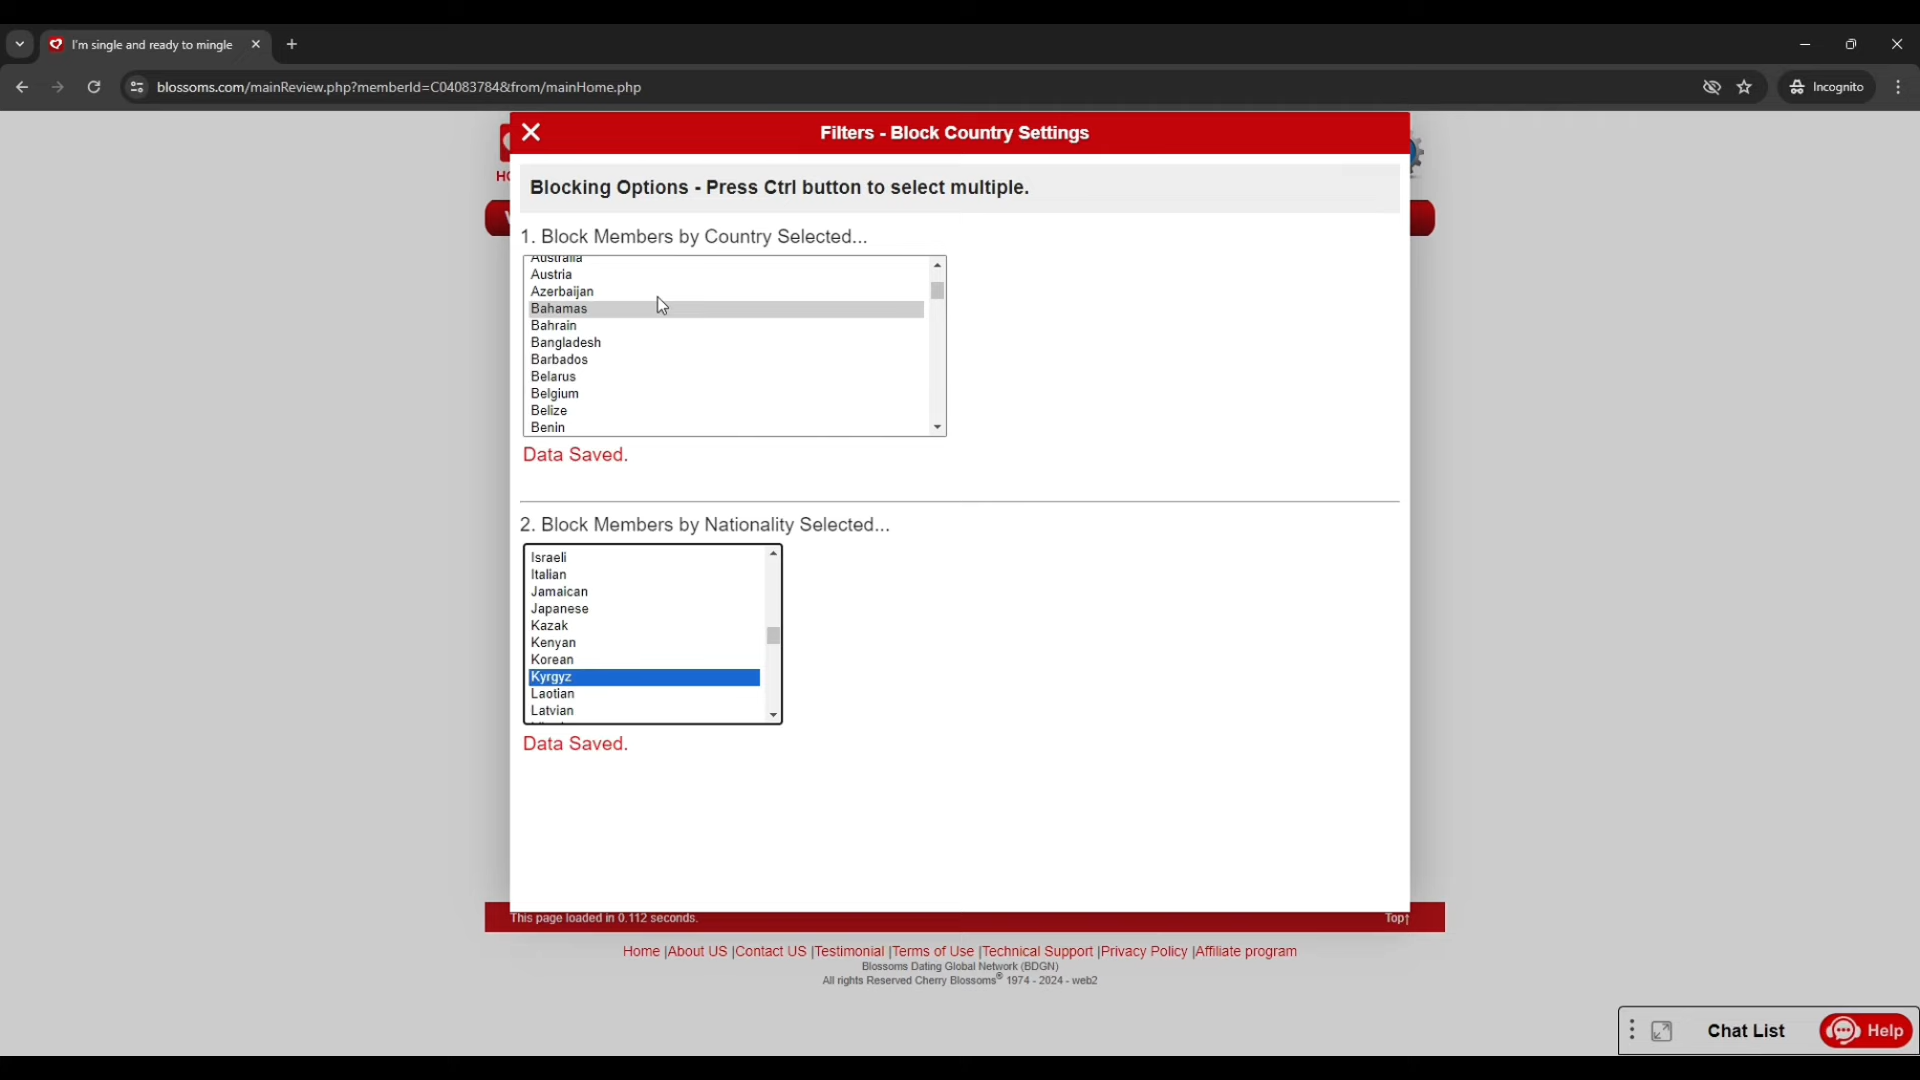 I'm single and ready to mingle
blossoms.com/mainReview.php?memberId=C04083784&from/mainHome.php
Incognito
Filters - Block Country Settings
Blocking Options - Press Ctrl button to select multiple.
1. Block Members by Country Selected...
Australia
Austria
Azerbaijan
Bahamas
Bahrain
Bangladesh
Barbados
Belarus
Belgium
Belize
Benin
Data Saved.
2. Block Members by Nationality Selected...
Israeli
Italian
Jamaican
Japanese
Kazak
Kenyan
Korean
Kyrgyz
Laotian
Latvian
Data Saved.
This page loaded in 0.112 seconds.
Top↑
Home |About US |Contact US |Testimonial |Terms of Use |Technical Support |Privacy Policy |Affiliate program
Blossoms Dating Global Network (BDGN)
All rights Reserved Cherry Blossoms® 1974 - 2024 - web2
Chat List
Help